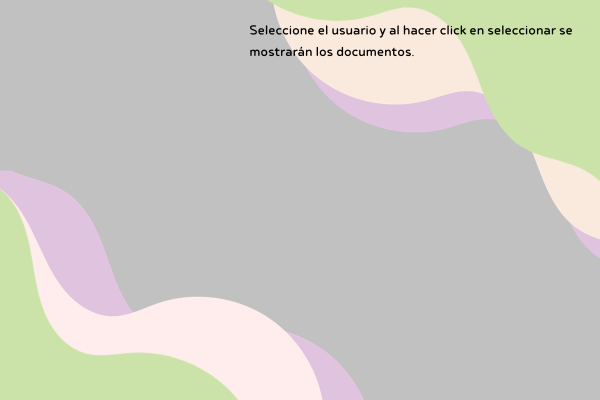 Seleccione el usuario y al hacer click en seleccionar se
mostrarán los documentos.